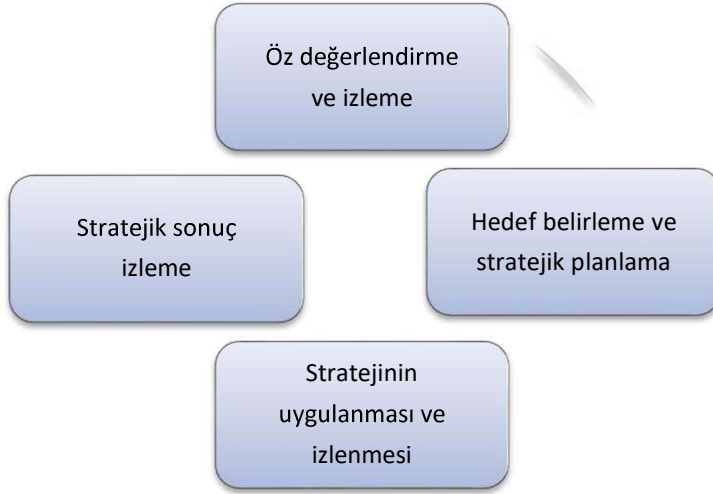 Öz değerlendirme
ve izleme
Hedef belirleme ve
stratejik planlama
Stratejik sonuç
izleme
Stratejinin
uygulanması ve
izlenmesi